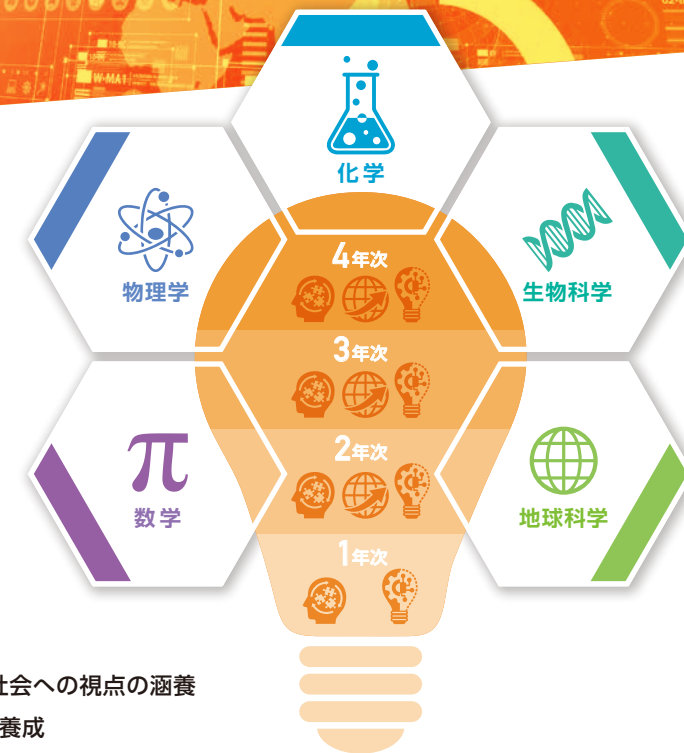 化学
物理学
生物科学
4年次
3年次
2年次
1年次
π
数学
地球科学
社会への視点の涵養
養成